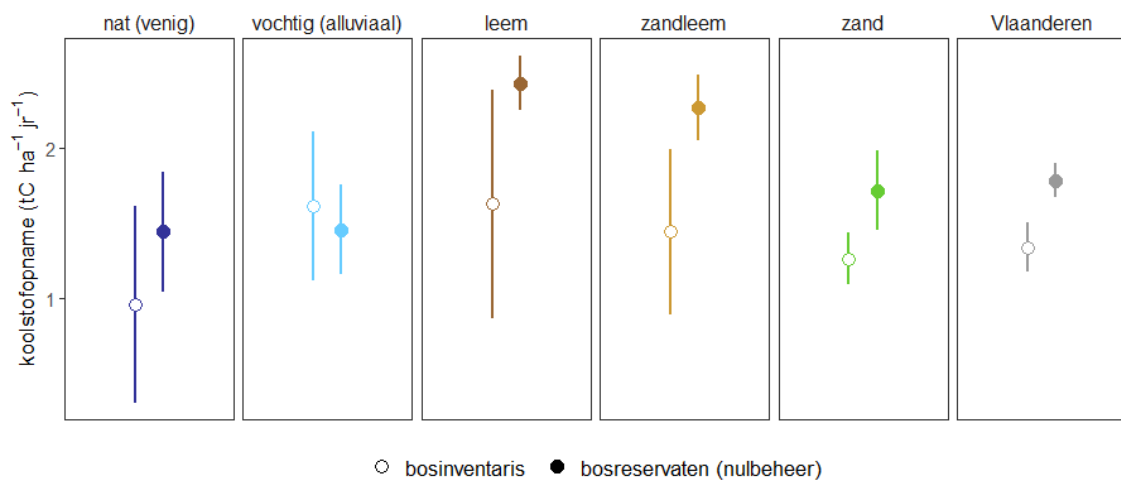 nat (venig) vochtig (alluviaal) leem zandleem zand Vlaanderen
koolstofopname (tC ha⁻¹ jr⁻¹)
2
1
bosinventaris bosreservaten (nulbeheer)